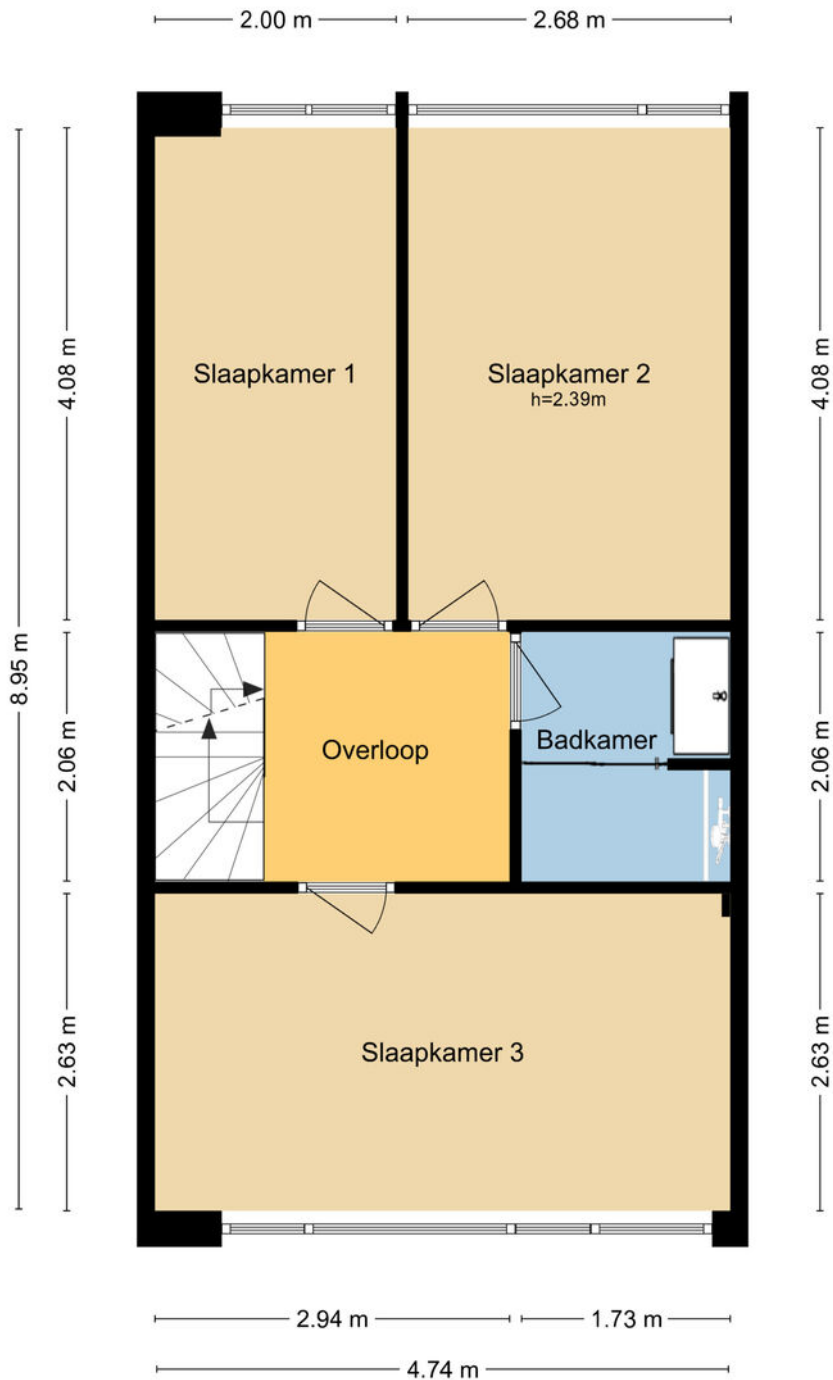 2.00 m
2.68 m
4.08 m
4.08 m
Slaapkamer 1
Slaapkamer 2
h=2.39m
8.95 m
2.06 m
2.06 m
Overloop
Badkamer
2.63 m
2.63 m
Slaapkamer 3
2.94 m
1.73 m
4.74 m